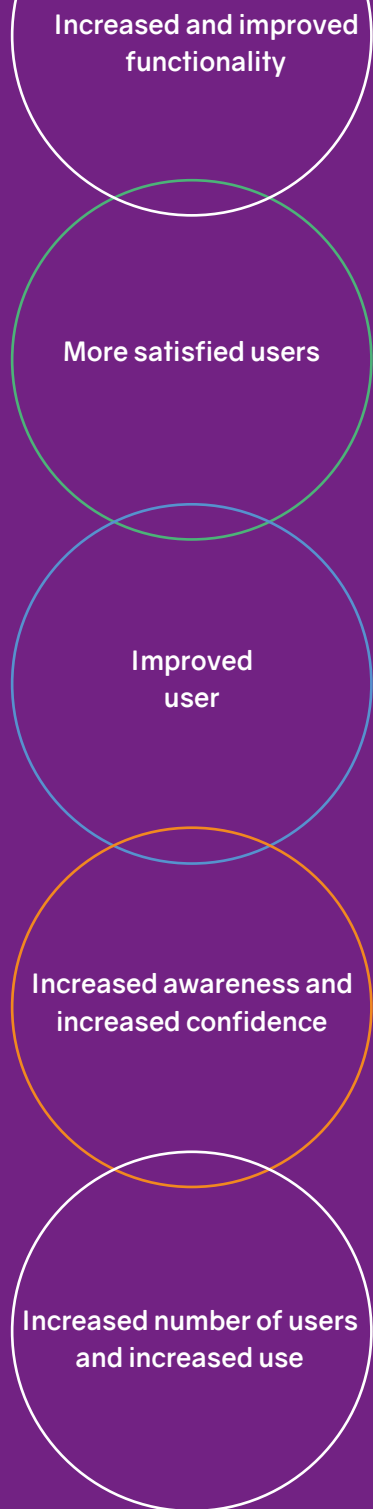 Increased and improved
functionality
More satisfied users
Improved
user
Increased awareness and
increased confidence
Increased number of users
and increased use